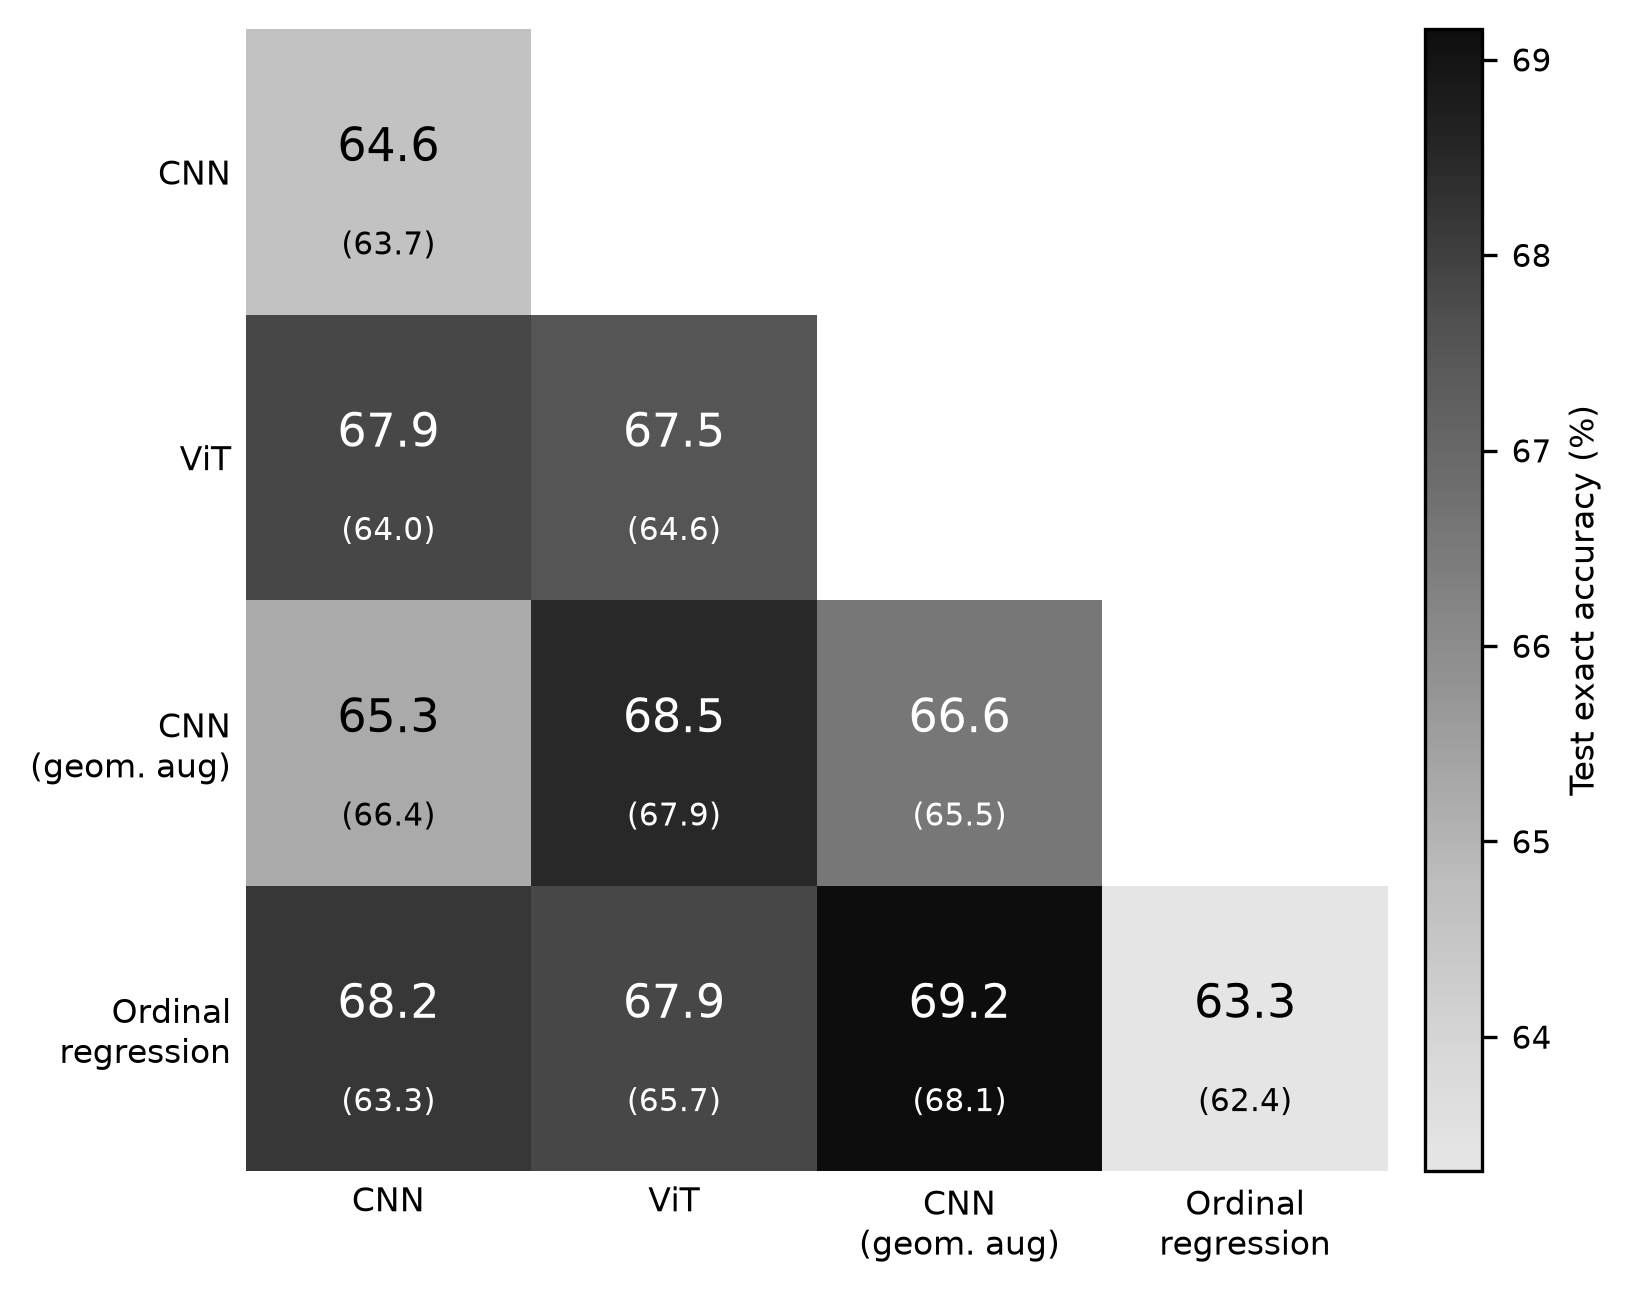 64.6
(63.7)
CNN
67.9
67.5
(64.0)
(64.6)
ViT
65.3
68.5
66.6
(66.4)
(67.9)
(65.5)
CNN
(geom. aug)
68.2
67.9
69.2
63.3
(63.3)
(65.7)
(68.1)
(62.4)
Ordinal
regression
CNN
ViT
CNN
(geom. aug)
Ordinal
regression
69
68
67
66
65
64
Test exact accuracy (%)